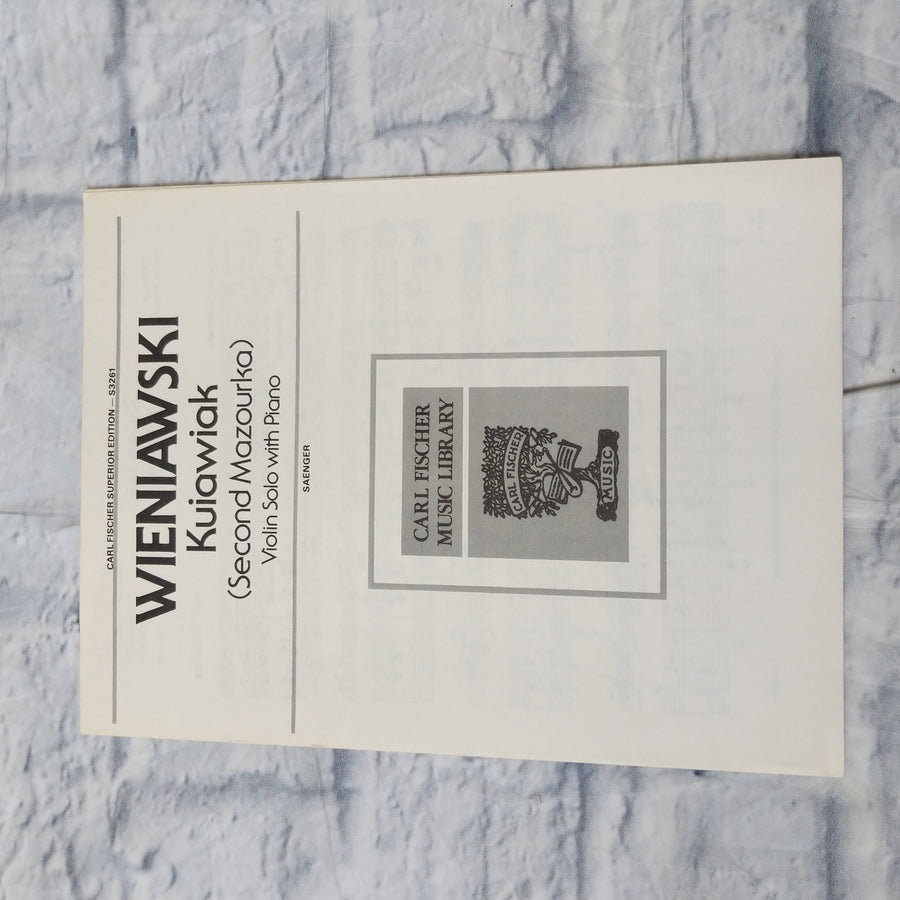 CARL FISCHER SUPERIOR EDITION — S3261
WIENIAWSKI
Kuiawiak
(Second Mazourka)
Violin Solo with Piano
SAENGER
CARL FISCHER
MUSIC LIBRARY
CARL FISCHER
MUSIC